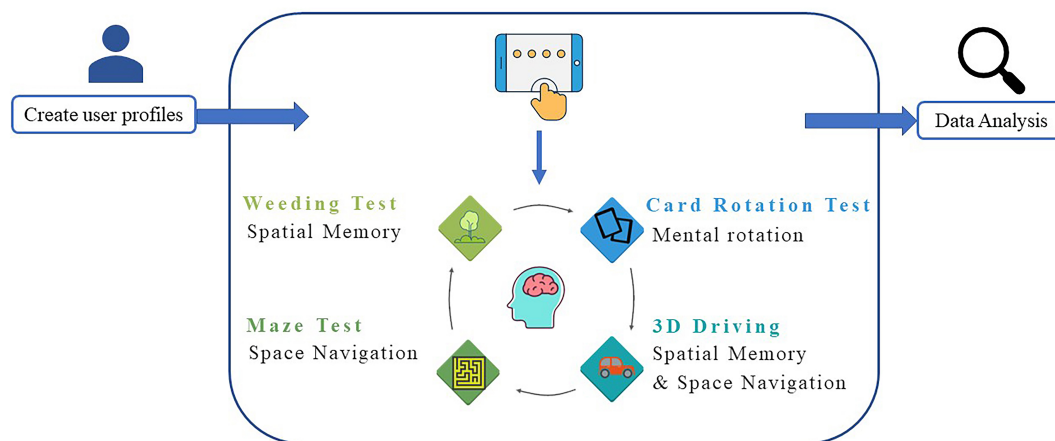 Create user profiles
Data Analysis
Weeding Test
Spatial Memory
Card Rotation Test
Mental rotation
Maze Test
Space Navigation
3D Driving
Spatial Memory
& Space Navigation